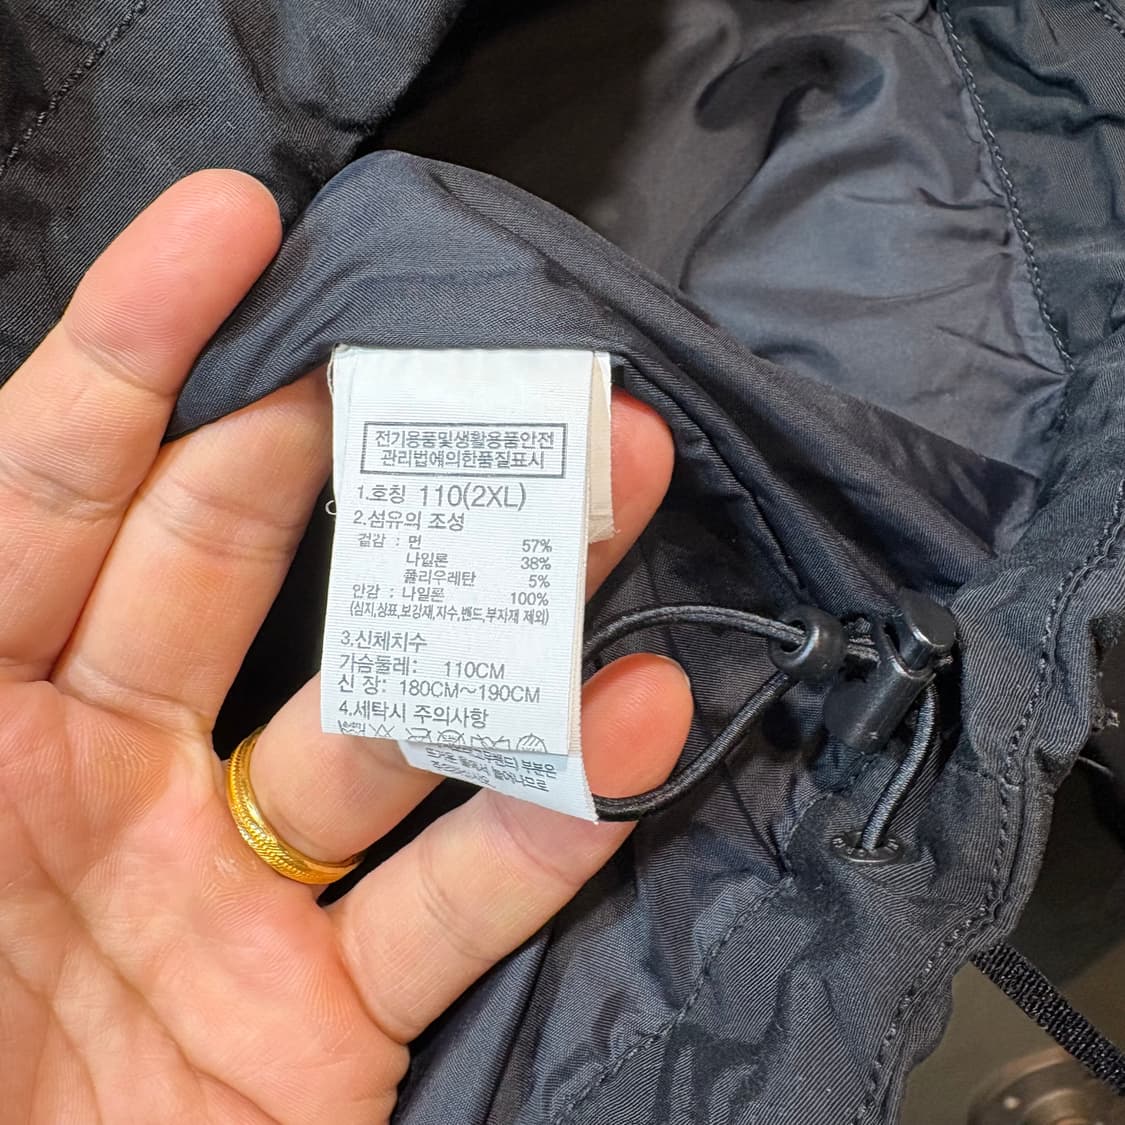 전기용품및생활용품안전
관리법에의한품질표시
1.호칭 110(2XL)
2.섬유의 조성
겉감 : 면 57%
나일론 38%
폴리우레탄 5%
안감 : 나일론 100%
(심지,상표,보강재,자수,밴드,부자재 제외)
3.신체치수
가슴둘레: 110CM
신 장: 180CM~190CM
4.세탁시 주의사항
부분은